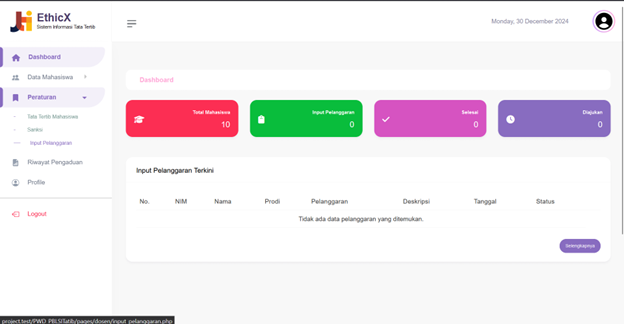 EthicX
Sistem Informasi Tata Tertib
Monday, 30 December 2024
Dashboard
Data Mahasiswa
Peraturan
Tata Tertib Mahasiswa
Sanksi
Input Pelanggaran
Riwayat Pengaduan
Profile
Logout
Dashboard
Total Mahasiswa
10
Input Pelanggaran
0
Selesai
0
Diajukan
0
Input Pelanggaran Terkini
No. NIM Nama Prodi Pelanggaran Deskripsi Tanggal Status
Tidak ada data pelanggaran yang ditemukan.
Selengkapnya
project.test/PWD_PBLSITatib/pages/dosen/input_pelanggaran.php